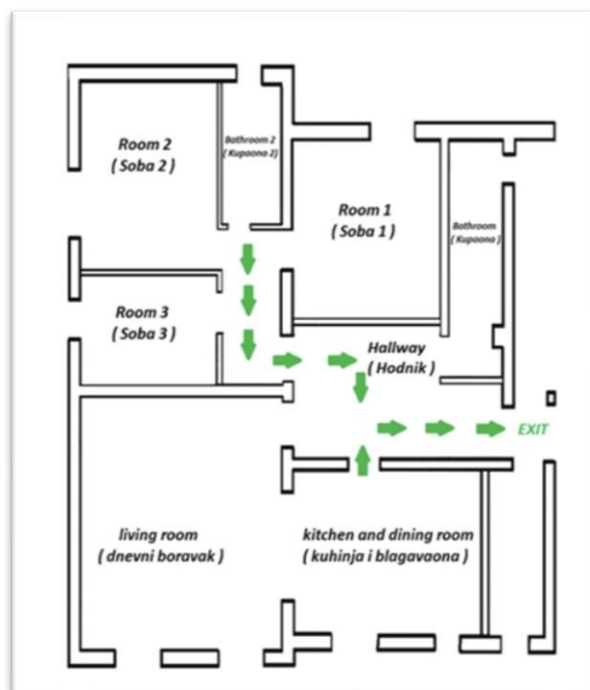 Room 2
( Soba 2 )
Bathroom 2
( Kupaona 2)
Room 1
( Soba 1 )
Bathroom
( Kupaona )
Room 3
( Soba 3 )
Hallway
( Hodnik )
EXIT
living room
( dnevni boravak )
kitchen and dining room
( kuhinja i blagavaona )